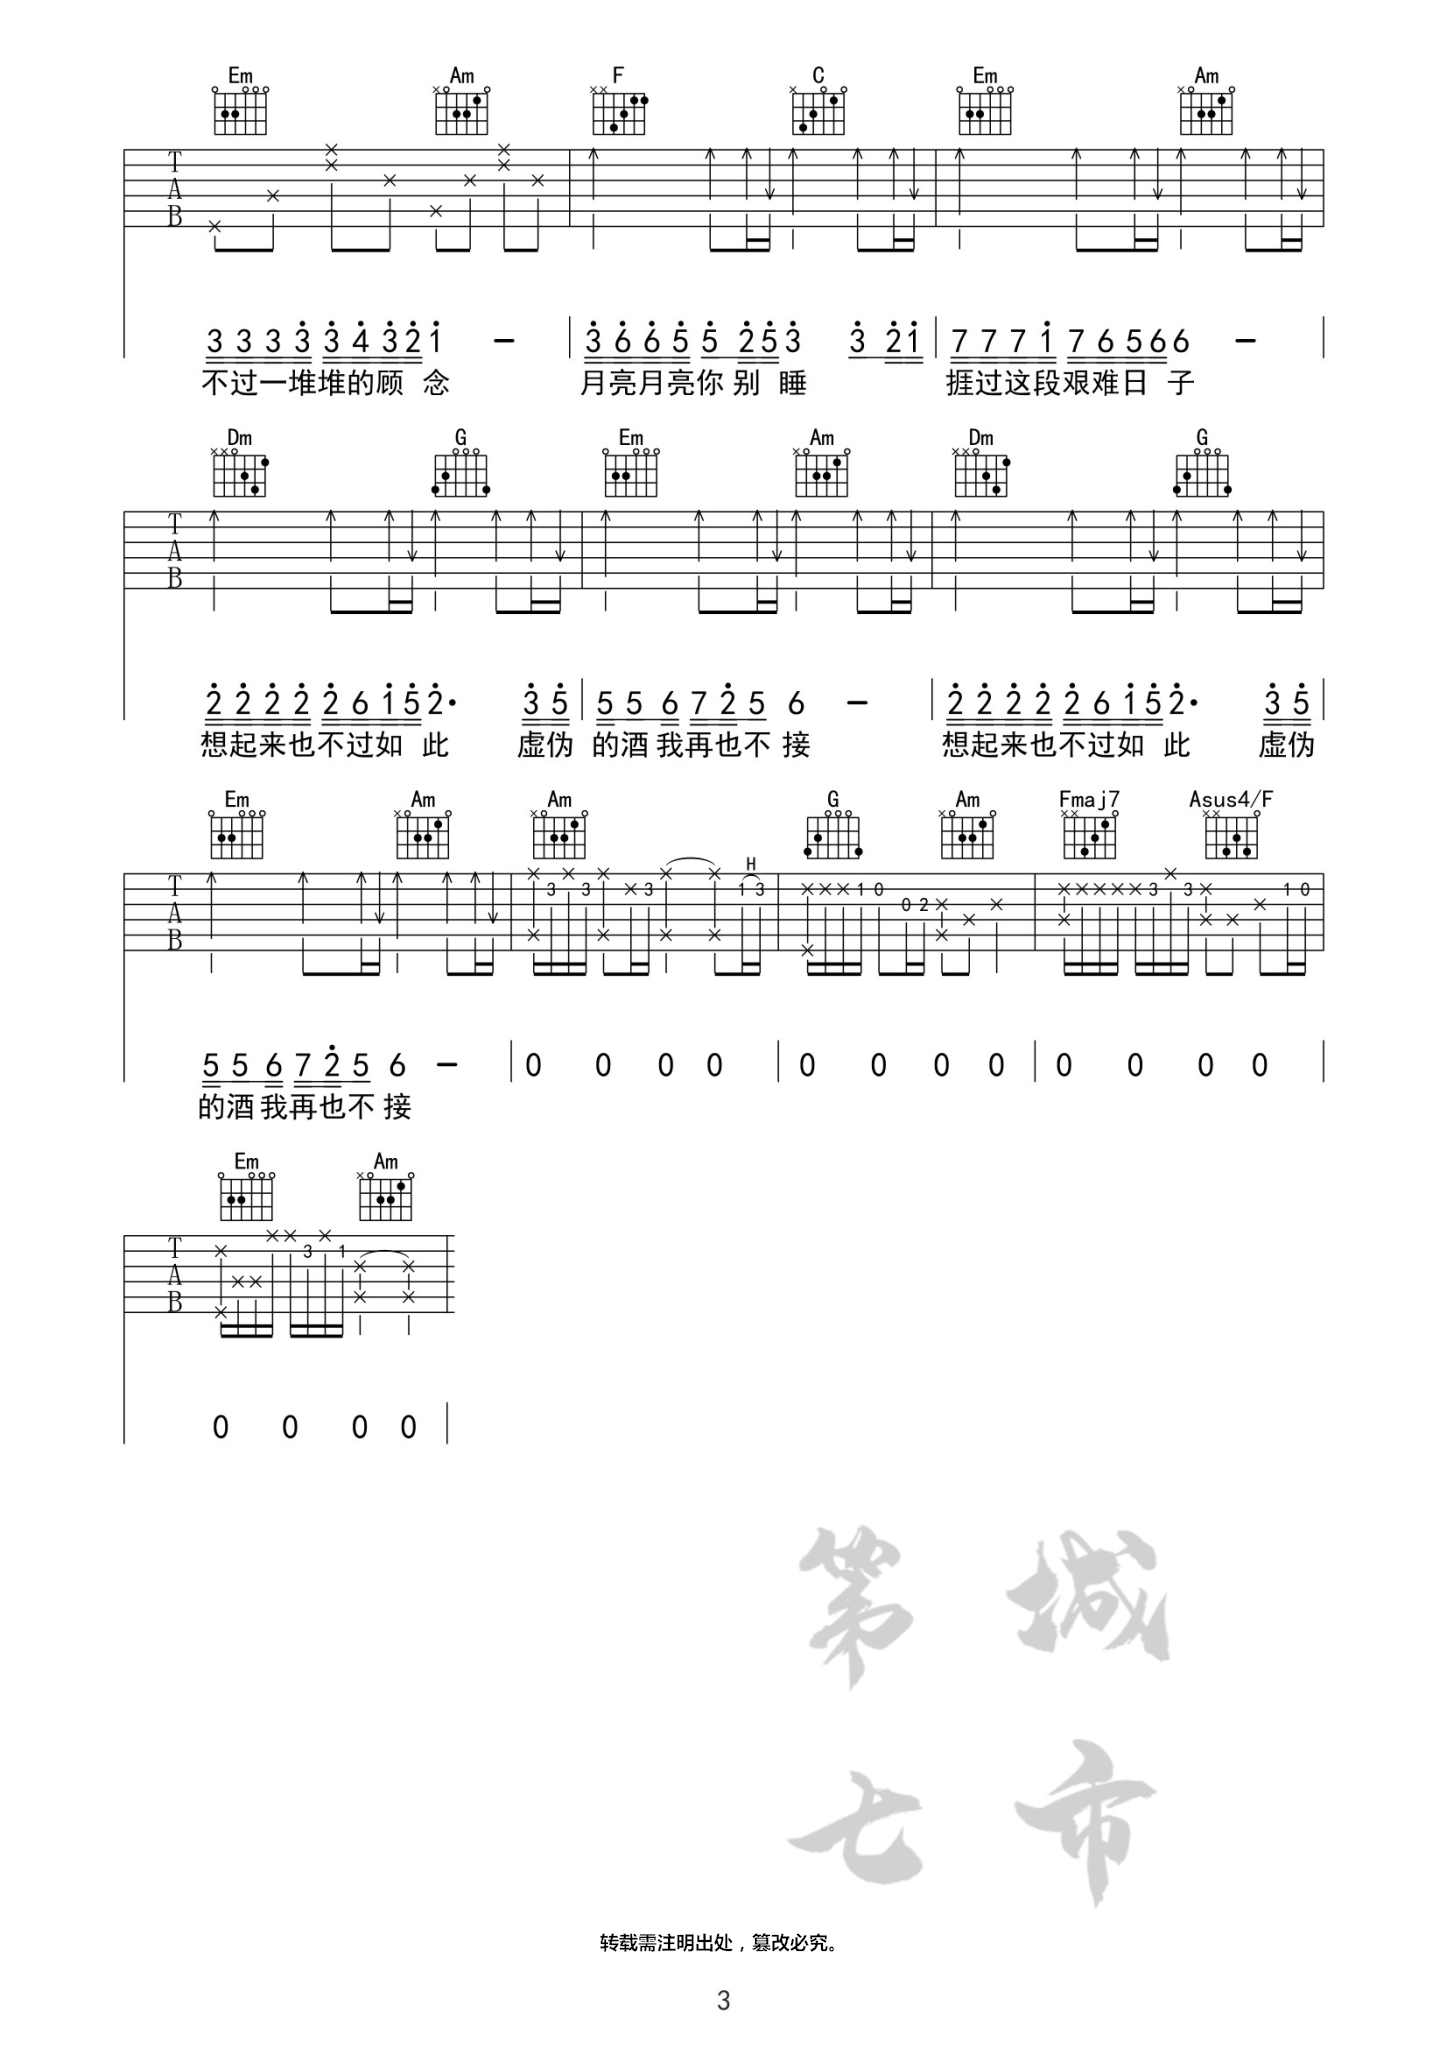 Em Am F C Em Am
T
A
B
3 3 3 3 3 4 3 2 1 – 3 6 6 5 5 2 5 3 3 2 1 7 7 7 1 7 6 5 6 6 –
不过一堆堆的顾 念 月亮月亮你 别 睡 捱过这段艰难日 子
Dm G Em Am Dm G
T
A
B
2 2 2 2 2 6 1 5 2· 3 5 5 5 6 7 2 5 6 – 2 2 2 2 2 6 1 5 2· 3 5
想起来也不过如 此 虚伪 的酒 我再也不 接 想起来也不过如 此 虚伪
Em Am Am G Am Fmaj7 Asus4/F
H
T
A
B
3 3 3 1 3 1 0 0 2 3 3 1 0
5 5 6 7 2 5 6 – 0 0 0 0 0 0 0 0 0 0 0 0
的酒 我再也不 接
Em Am
T
A
B
3 1
0 0 0 0
第 城
七 市
转载需注明出处，篡改必究。
3